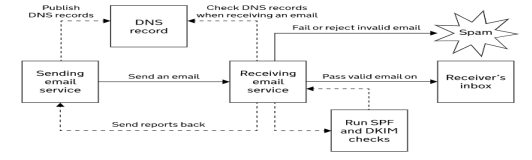 Publish
DNS records
DNS
record
Check DNS records
when receiving an email
Fail or reject invalid email
Spam
Sending
email
service
Send an email
Receiving
email
service
Pass valid email on
Receiver's
inbox
Send reports back
Run SPF
and DKIM
checks